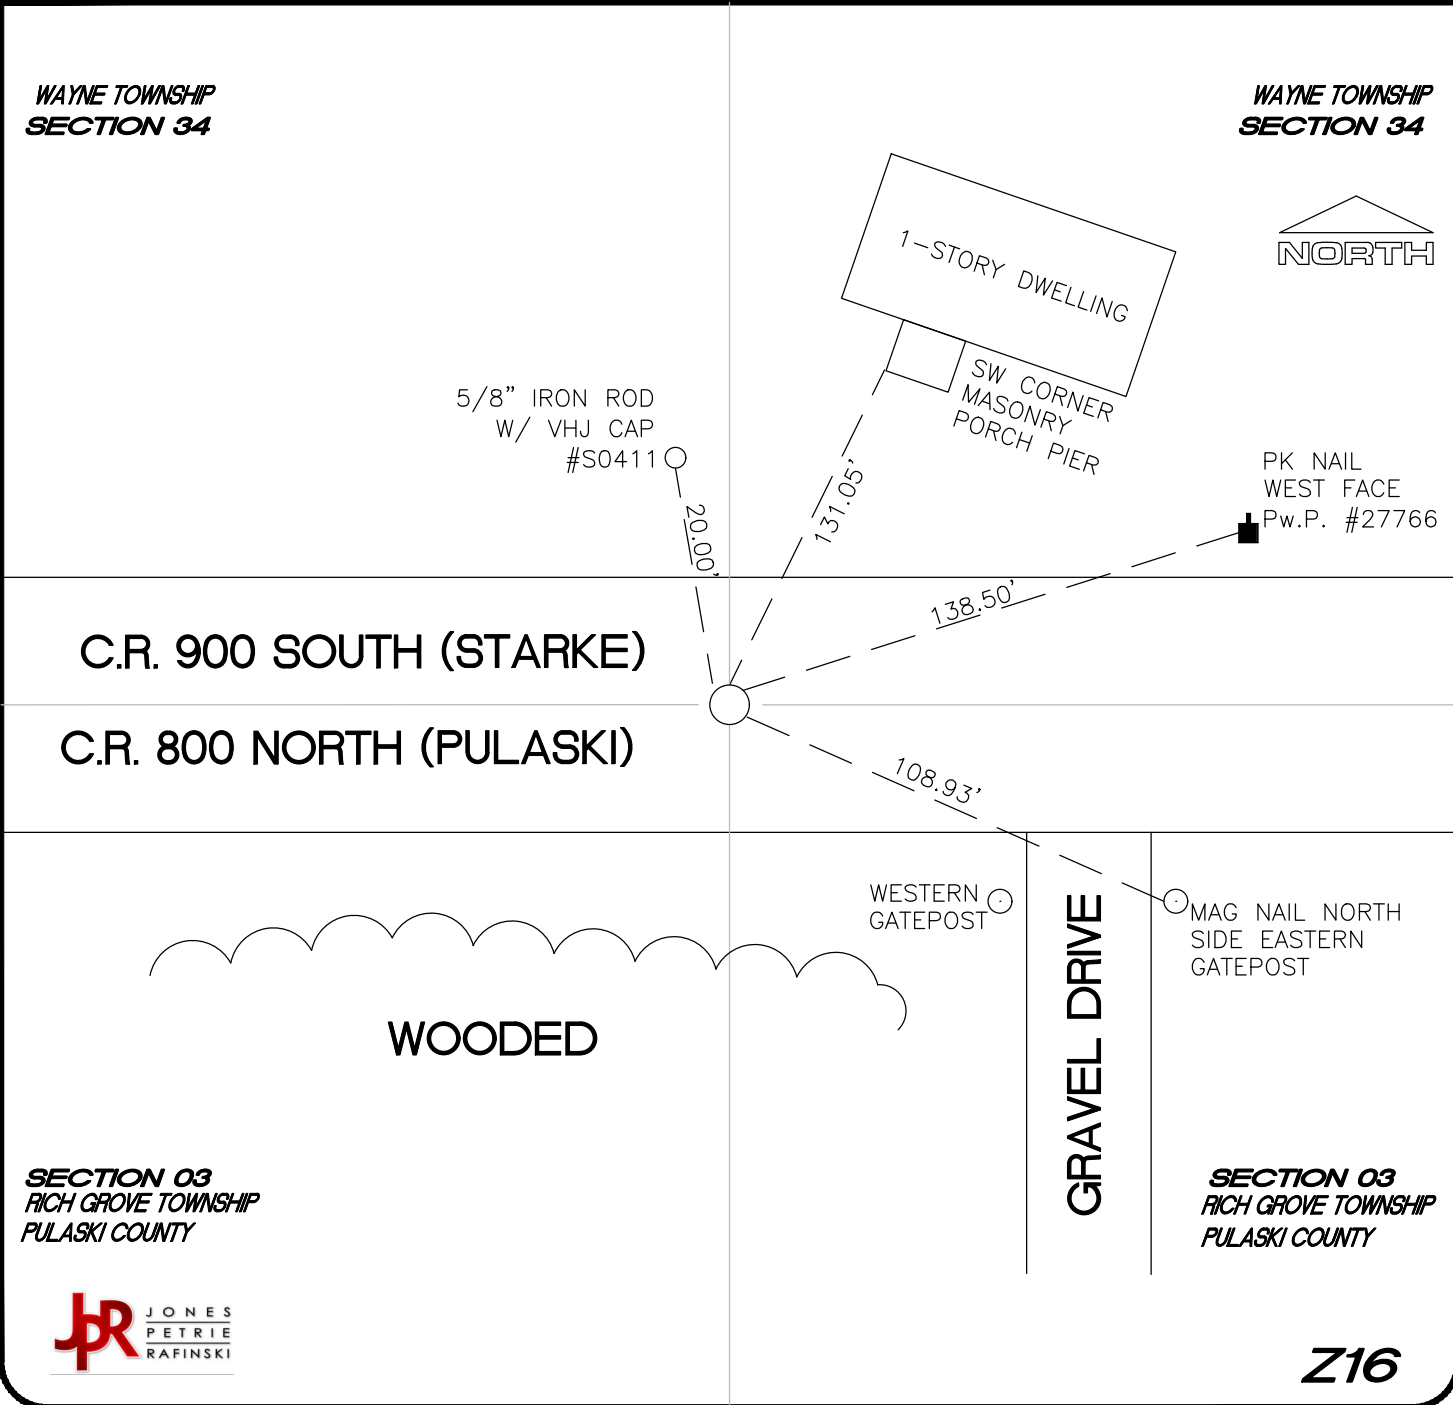 WAYNE TOWNSHIP
SECTION 34
WAYNE TOWNSHIP
SECTION 34
NORTH
1-STORY DWELLING
SW CORNER
MASONRY
PORCH PIER
5/8" IRON ROD
W/ VHJ CAP
#S0411
PK NAIL
WEST FACE
Pw.P. #27766
20.00'
131.05'
138.50'
C.R. 900 SOUTH (STARKE)
C.R. 800 NORTH (PULASKI)
108.93'
WESTERN
GATEPOST
MAG NAIL NORTH
SIDE EASTERN
GATEPOST
GRAVEL DRIVE
WOODED
SECTION 03
RICH GROVE TOWNSHIP
PULASKI COUNTY
SECTION 03
RICH GROVE TOWNSHIP
PULASKI COUNTY
JPR
JONES
PETRIE
RAFINSKI
Z16